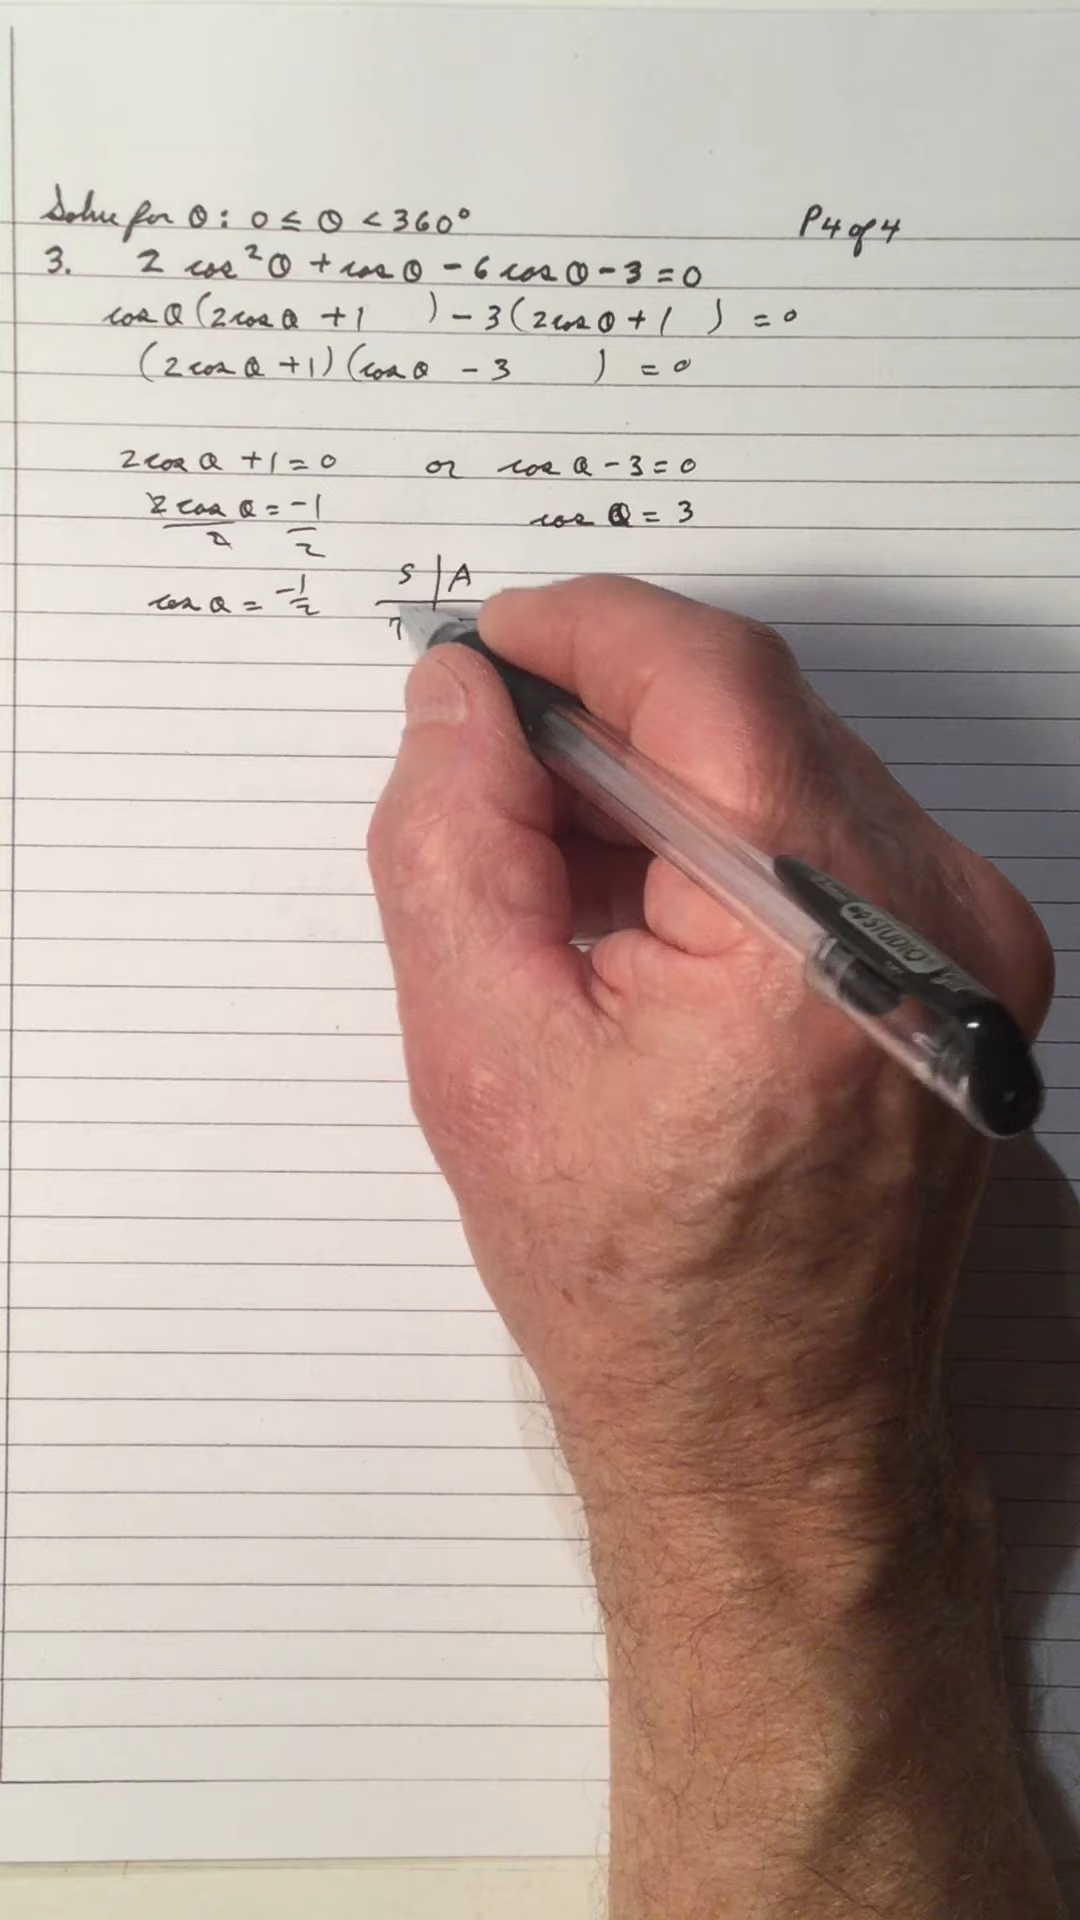 Solve for θ: 0 ≤ θ < 360° P4 of 4
3. 2 cos²θ + cos θ - 6 cos θ - 3 = 0
cos θ (2 cos θ + 1 ) - 3 (2 cos θ + 1 ) = 0
(2 cos θ + 1) (cos θ - 3 ) = 0
2 cos θ + 1 = 0 or cos θ - 3 = 0
2 cos θ / 2 = -1 / 2 cos θ = 3
cos θ = -1/2 S | A
STUDIO